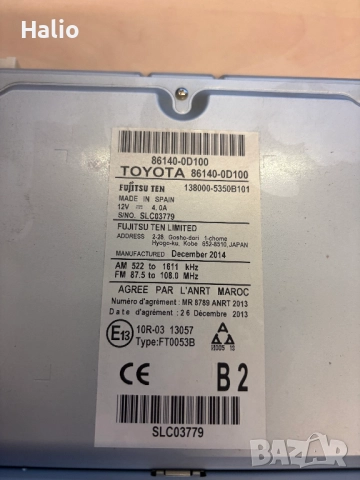 Halio
86140-0D100
TOYOTA 86140-0D100
FUJITSU TEN 138000-5350B101
MADE IN SPAIN
12V 4.0A
S/NO. SLC03779
FUJITSU TEN LIMITED
ADDRESS 2-28, Gosho-dori 1-chome
Hyogo-ku, Kobe 652-8510,JAPAN
MANUFACTURED December 2014
AM 522 to 1611 kHz
FM 87.5 to 108.0 MHz
AGREE PAR L'ANRT MAROC
Numéro d'agrément: MR 8789 ANRT 2013
Date d'agrément: 26 Décembre 2013
E13 10R-03 13057
Type:FT0053B
CE B2
SLC03779
bazar